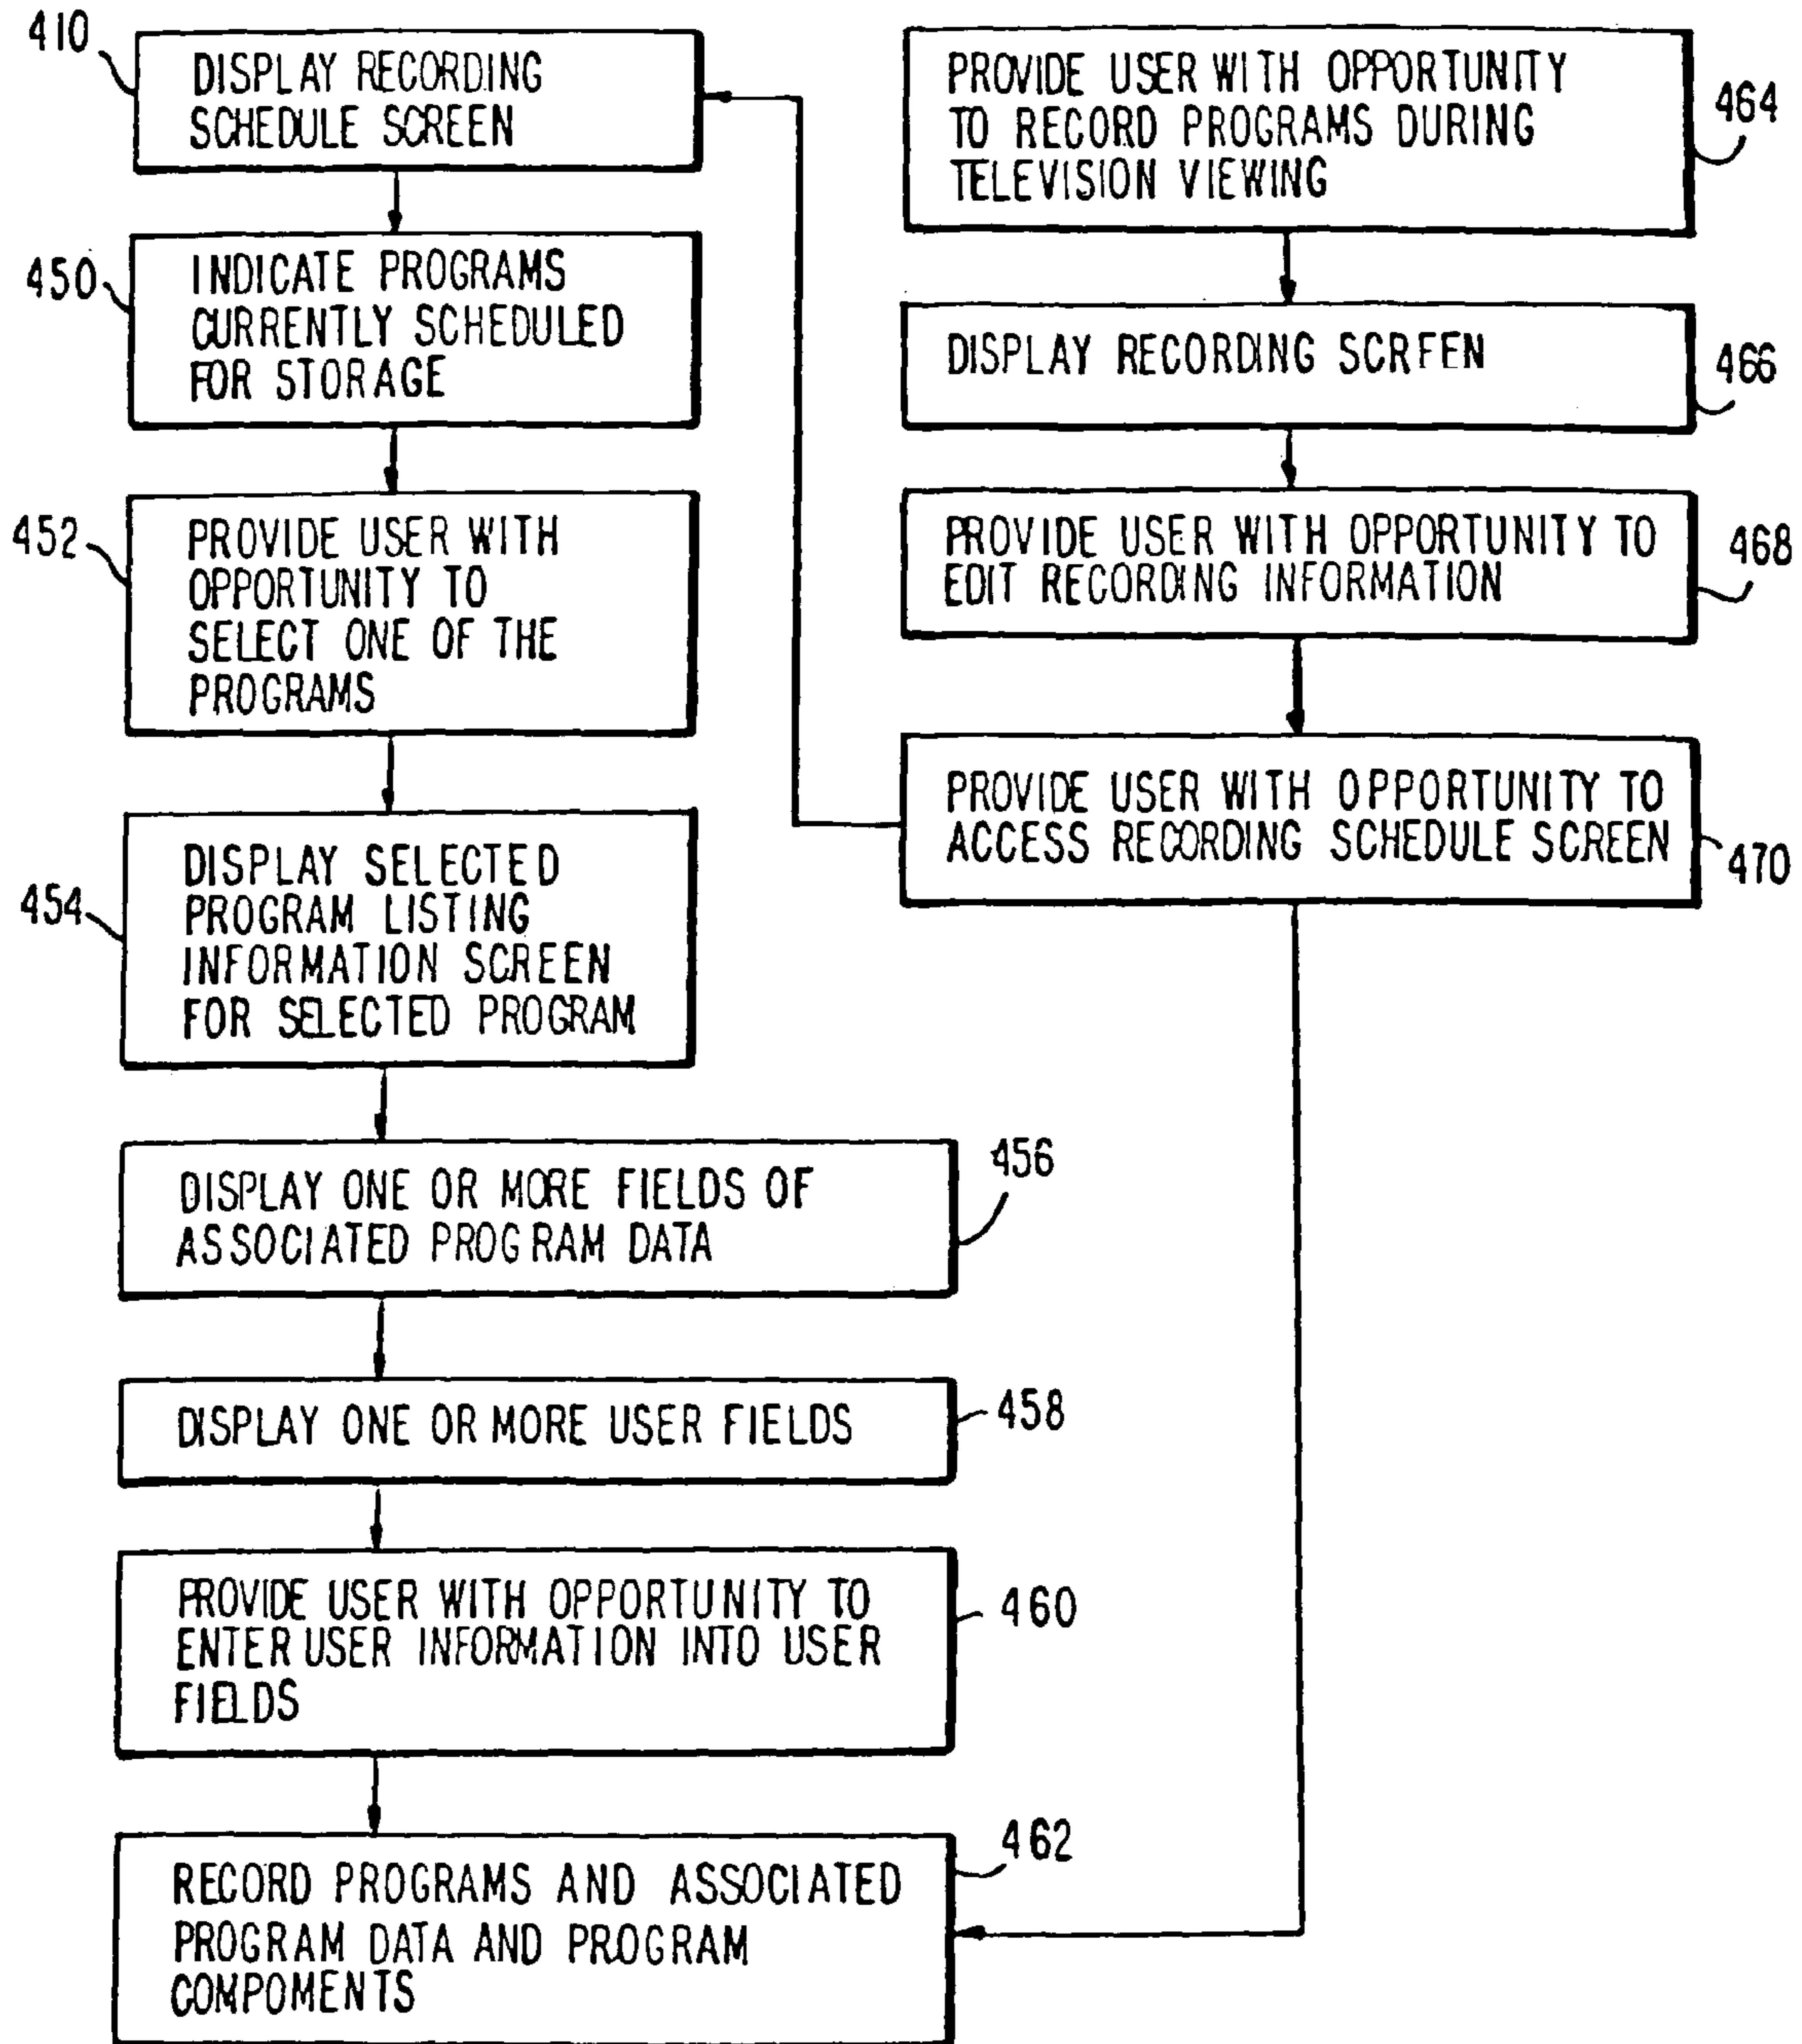 410
DISPLAY RECORDING
SCHEDULE SCREEN
450
INDICATE PROGRAMS
CURRENTLY SCHEDULED
FOR STORAGE
452
PROVIDE USER WITH
OPPORTUNITY TO
SELECT ONE OF THE
PROGRAMS
454
DISPLAY SELECTED
PROGRAM LISTING
INFORMATION SCREEN
FOR SELECTED PROGRAM
456
DISPLAY ONE OR MORE FIELDS OF
ASSOCIATED PROGRAM DATA
458
DISPLAY ONE OR MORE USER FIELDS
460
PROVIDE USER WITH OPPORTUNITY TO
ENTER USER INFORMATION INTO USER
FIELDS
462
RECORD PROGRAMS AND ASSOCIATED
PROGRAM DATA AND PROGRAM
COMPOMENTS
464
PROVIDE USER WITH OPPORTUNITY
TO RECORD PROGRAMS DURING
TELEVISION VIEWING
466
DISPLAY RECORDING SCRFEN
468
PROVIDE USER WITH OPPORTUNITY TO
EDIT RECORDING INFORMATION
470
PROVIDE USER WITH OPPORTUNITY TO
ACCESS RECORDING SCHEDULE SCREEN